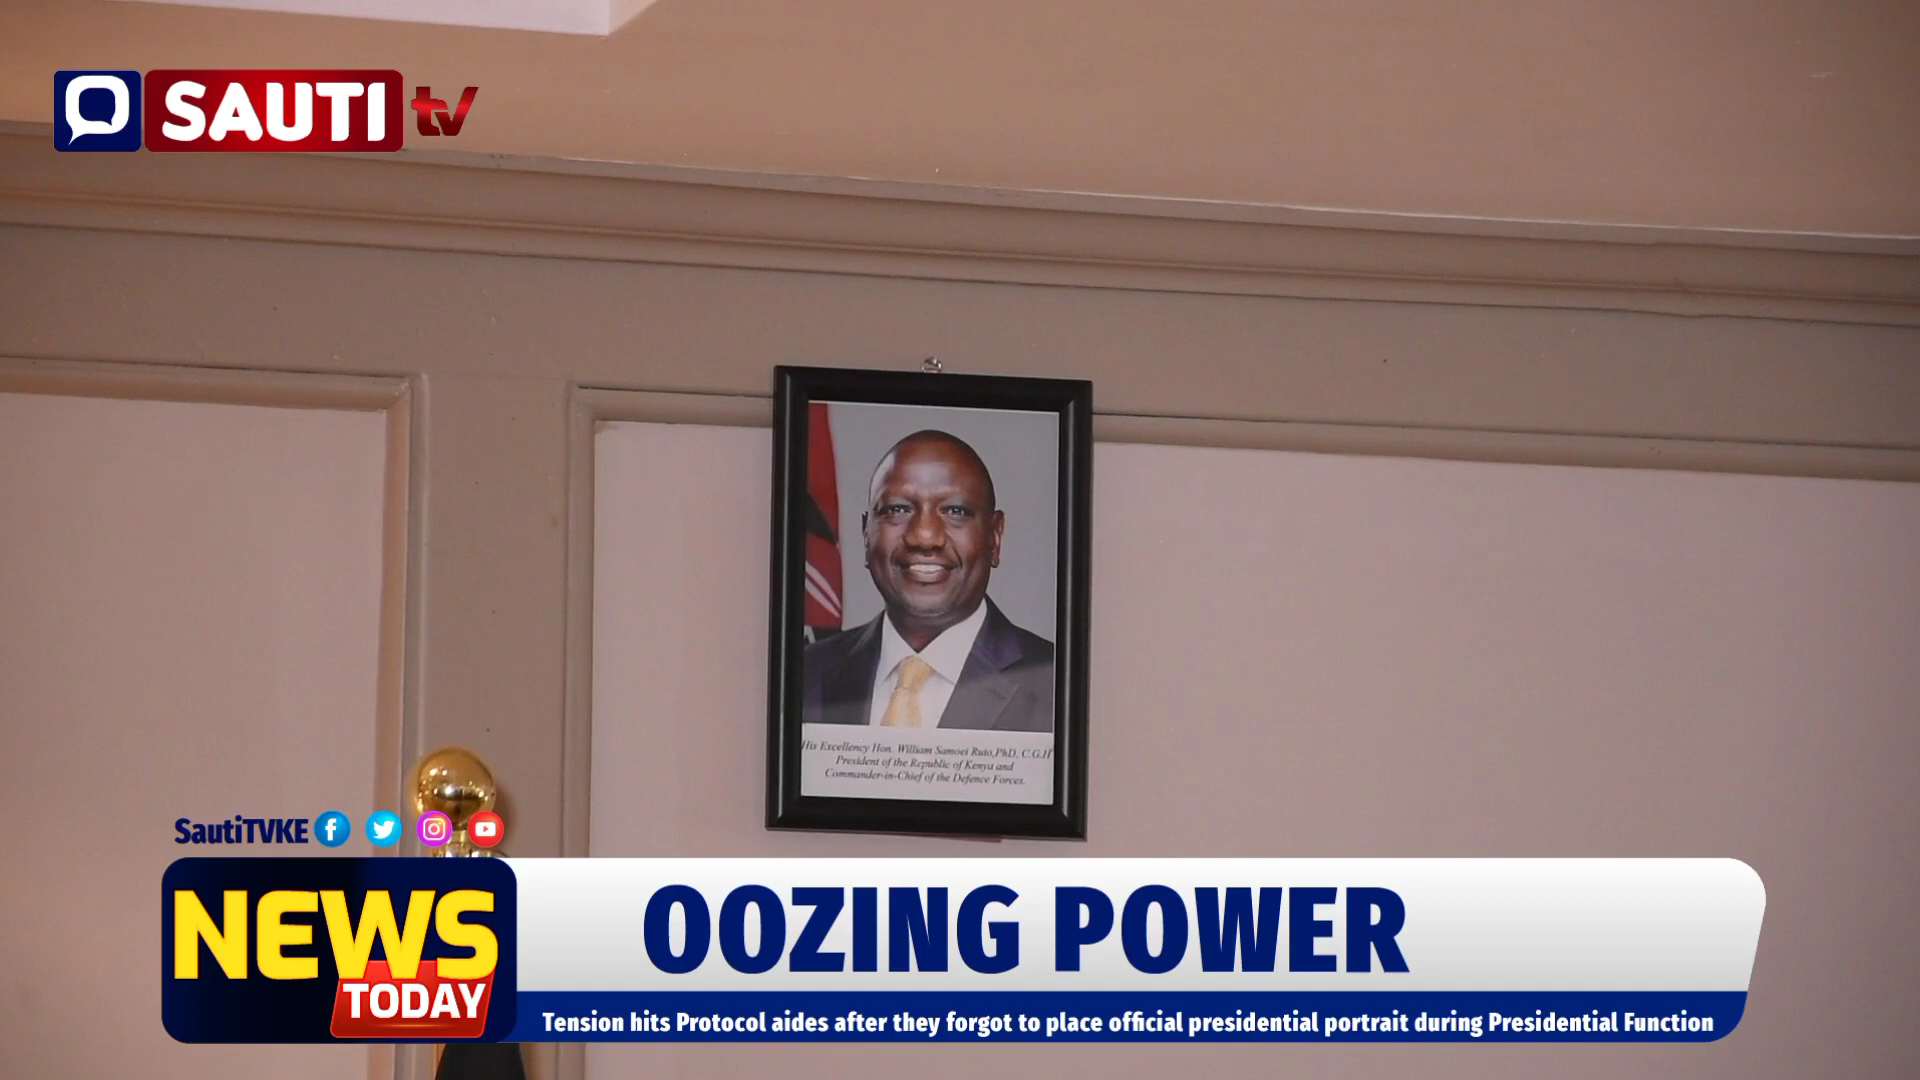 SAUTI tv
His Excellency Hon. William Samoei Ruto,PhD, C.G.H
President of the Republic of Kenya and
Commander-in-Chief of the Defence Forces.
SautiTVKE
NEWS
TODAY
OOZING POWER
Tension hits Protocol aides after they forgot to place official presidential portrait during Presidential Function